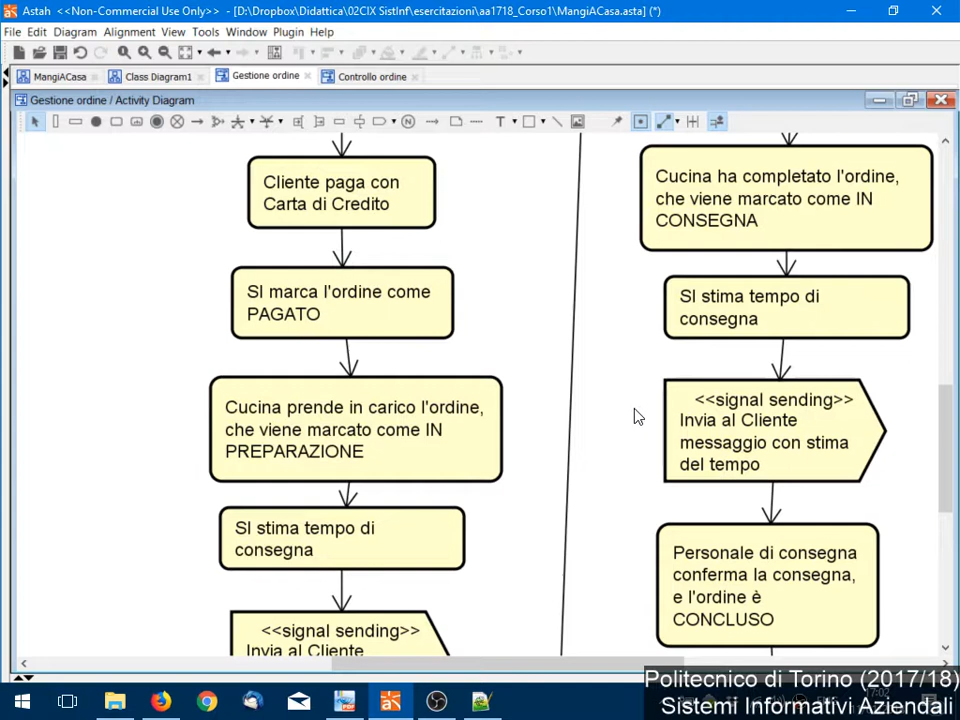 Astah <<Non-Commercial Use Only>> - [D:\Dropbox\Didattica\02CIX SistInf\esercitazioni\aa1718_Corso1\MangiACasa.asta] (*)
File Edit Diagram Alignment View Tools Window Plugin Help
MangiACasa Class Diagram1 Gestione ordine Controllo ordine
Gestione ordine / Activity Diagram
N T
Cliente paga con
Carta di Credito
SI marca l'ordine come
PAGATO
Cucina prende in carico l'ordine,
che viene marcato come IN
PREPARAZIONE
SI stima tempo di
consegna
<<signal sending>>
Invia al Cliente
Cucina ha completato l'ordine,
che viene marcato come IN
CONSEGNA
SI stima tempo di
consegna
<<signal sending>>
Invia al Cliente
messaggio con stima
del tempo
Personale di consegna
conferma la consegna,
e l'ordine è
CONCLUSO
Politecnico di Torino (2017/18)
17:02
Sistemi Informativi Aziendali